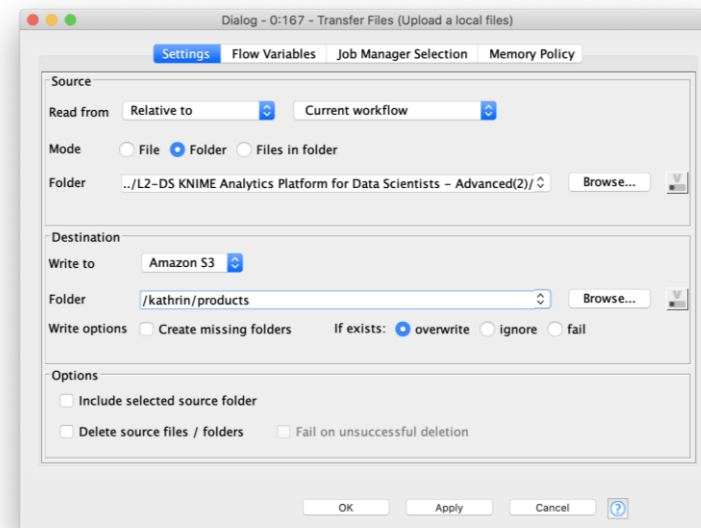 Dialog - 0:167 - Transfer Files (Upload a local files)
Settings Flow Variables Job Manager Selection Memory Policy
Source
Read from Relative to Current workflow
Mode File Folder Files in folder
Folder ../L2-DS KNIME Analytics Platform for Data Scientists – Advanced(2)/ Browse... V
Destination
Write to Amazon S3
Folder /kathrin/products Browse... V
Write options Create missing folders If exists: overwrite ignore fail
Options
Include selected source folder
Delete source files / folders Fail on unsuccessful deletion
OK Apply Cancel ?